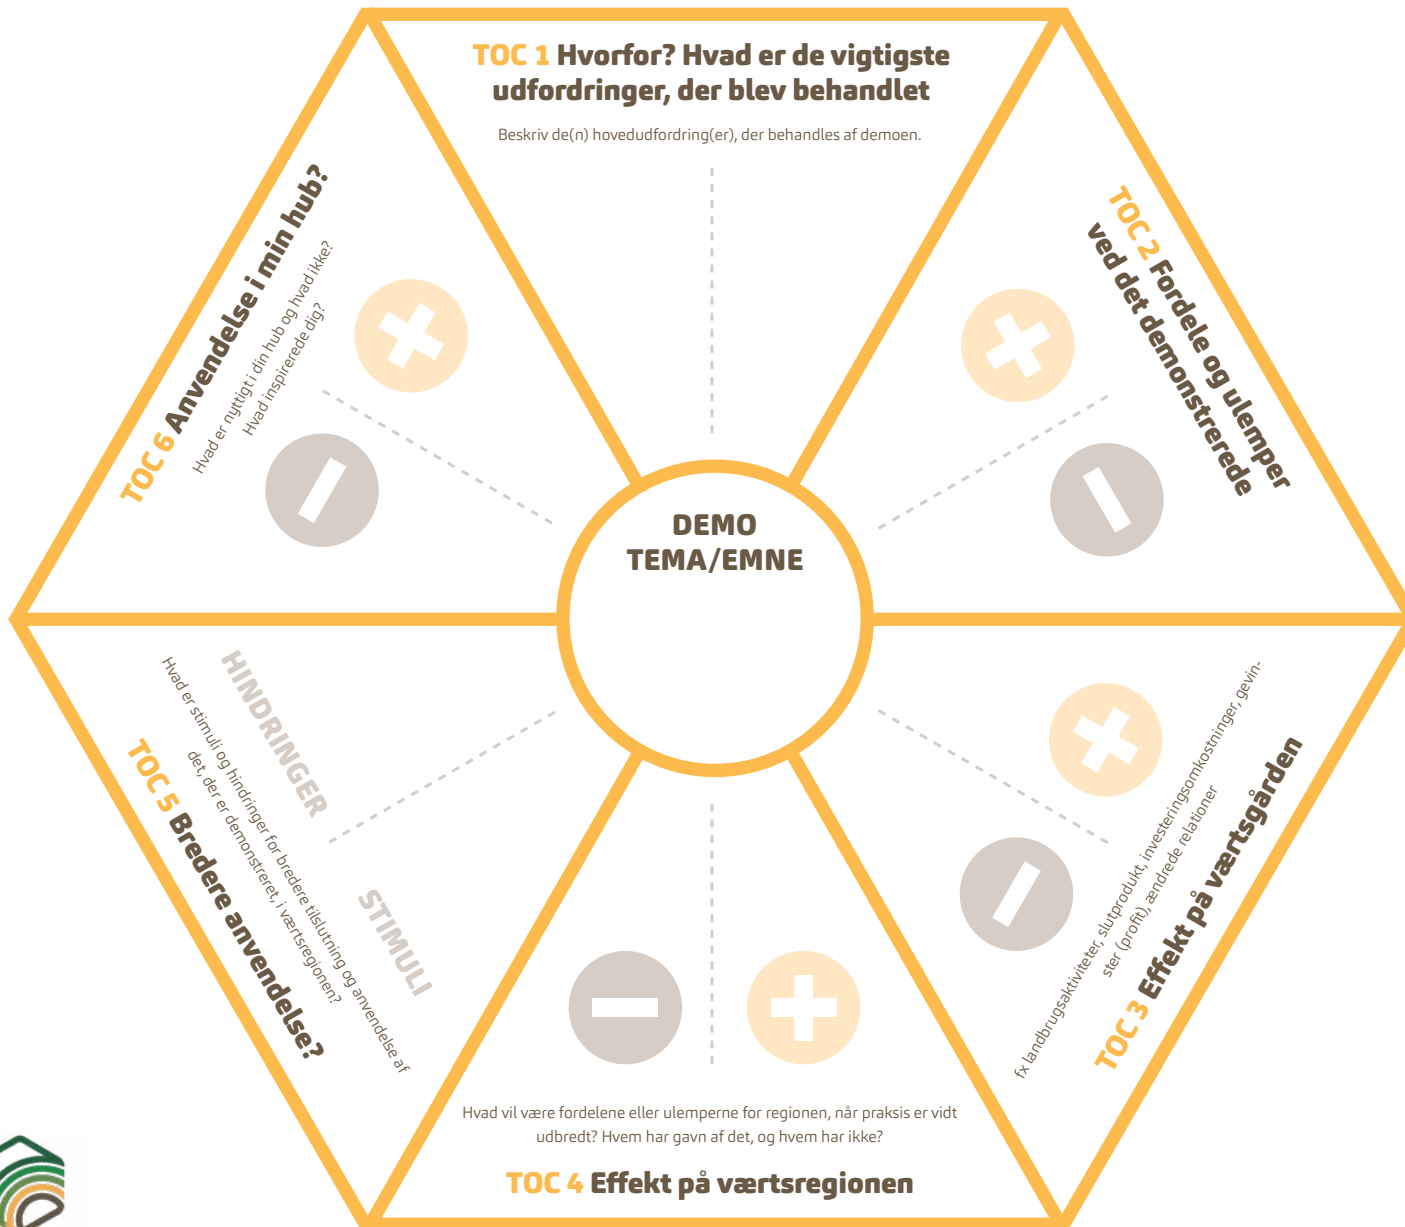 TOC 1 Hvorfor? Hvad er de vigtigste
udfordringer, der blev behandlet
Beskriv de(n) hovedudfordring(er), der behandles af demoen.
TOC 2 Fordele og ulemper
ved det demonstrerede
fx landbrugsaktiviteter, slutprodukt, investeringsomkostninger, gevin-
ster (profit), ændrede relationer
TOC 3 Effekt på værtsgården
Hvad vil være fordelene eller ulemperne for regionen, når praksis er vidt
udbredt? Hvem har gavn af det, og hvem har ikke?
TOC 4 Effekt på værtsregionen
HINDRINGER
STIMULI
Hvad er stimuli og hindringer for bredere tilslutning og anvendelse af
det, der er demonstreret, i værtsregionen?
TOC 5 Bredere anvendelse?
TOC 6 Anvendelse i min hub?
Hvad er nyttigt i din hub og hvad ikke?
Hvad inspirerede dig?
DEMO
TEMA/EMNE